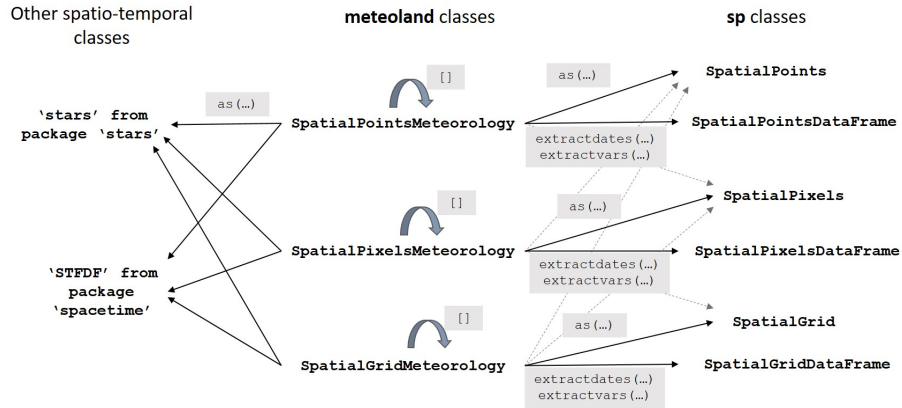 Other spatio-temporal
classes
meteoland classes
sp classes
as(…)
‘stars’ from
package ‘stars’
‘STFDF’ from
package
‘spacetime’
[]
SpatialPointsMeteorology
[]
SpatialPixelsMeteorology
[]
SpatialGridMeteorology
as(…)
SpatialPoints
SpatialPointsDataFrame
extractdates(…)
extractvars(…)
as(…)
SpatialPixels
SpatialPixelsDataFrame
extractdates(…)
extractvars(…)
as(…)
SpatialGrid
SpatialGridDataFrame
extractdates(…)
extractvars(…)